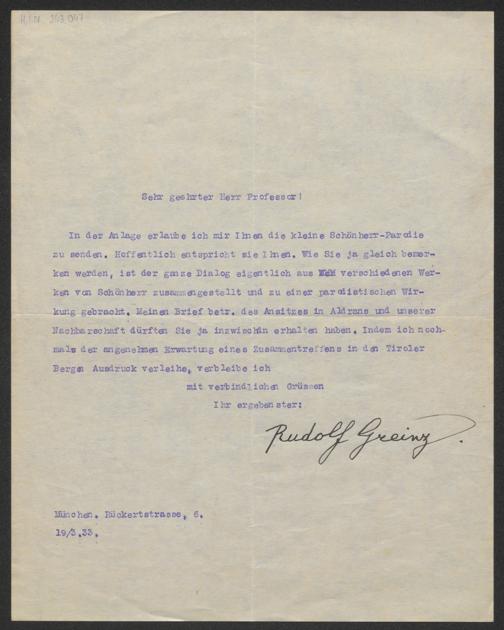 H.I.N. 203.047
Sehr geehrter Herr Professor!
In der Anlage erlaube ich mir Ihnen die kleine Schönherr-Parodie
zu senden. Hoffentlich entspricht sie Ihnen. Wie Sie ja gleich bemer-
ken werden, ist der ganze Dialog eigentlich aus verschiedenen Wer-
ken von Schönherr zusammengestellt und zu einer parodistischen Wir-
kung gebracht. Meinen Brief betr. des Ansitzes in Aldrans und unserer
Nachbarschaft dürften Sie ja inzwischen erhalten haben. Indem ich noch-
mals der angenehmen Erwartung eines Zusammentreffens in den Tiroler
Bergen Ausdruck verleihe, verbleibe ich
mit verbindlichen Grüssen
Ihr ergebenster:
Rudolf Greinz.
München. Rückertstrasse, 6.
19/3.33.